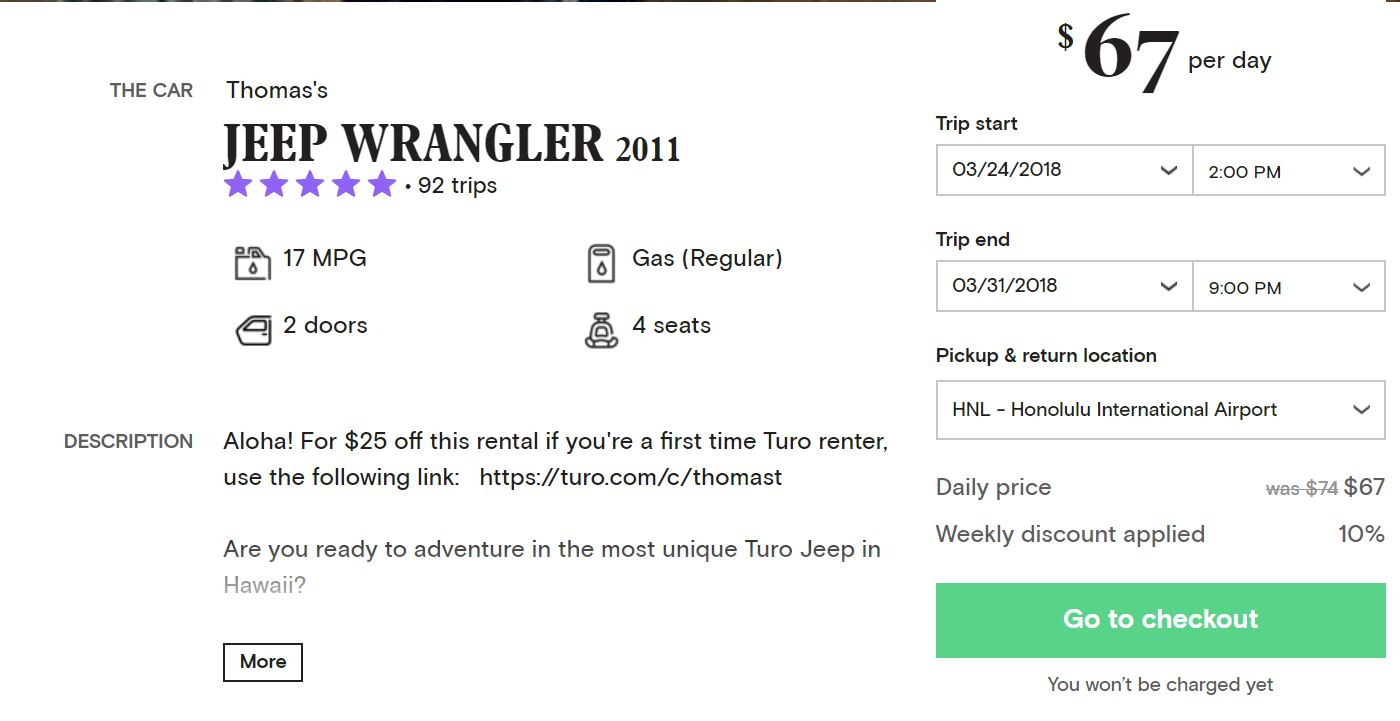 THE CAR
Thomas's
JEEP WRANGLER 2011
• 92 trips
17 MPG
Gas (Regular)
2 doors
4 seats
DESCRIPTION
Aloha! For $25 off this rental if you're a first time Turo renter,
use the following link: https://turo.com/c/thomast
Are you ready to adventure in the most unique Turo Jeep in
Hawaii?
More
$67 per day
Trip start
03/24/2018
2:00 PM
Trip end
03/31/2018
9:00 PM
Pickup & return location
HNL - Honolulu International Airport
Daily price was $74 $67
Weekly discount applied 10%
Go to checkout
You won't be charged yet